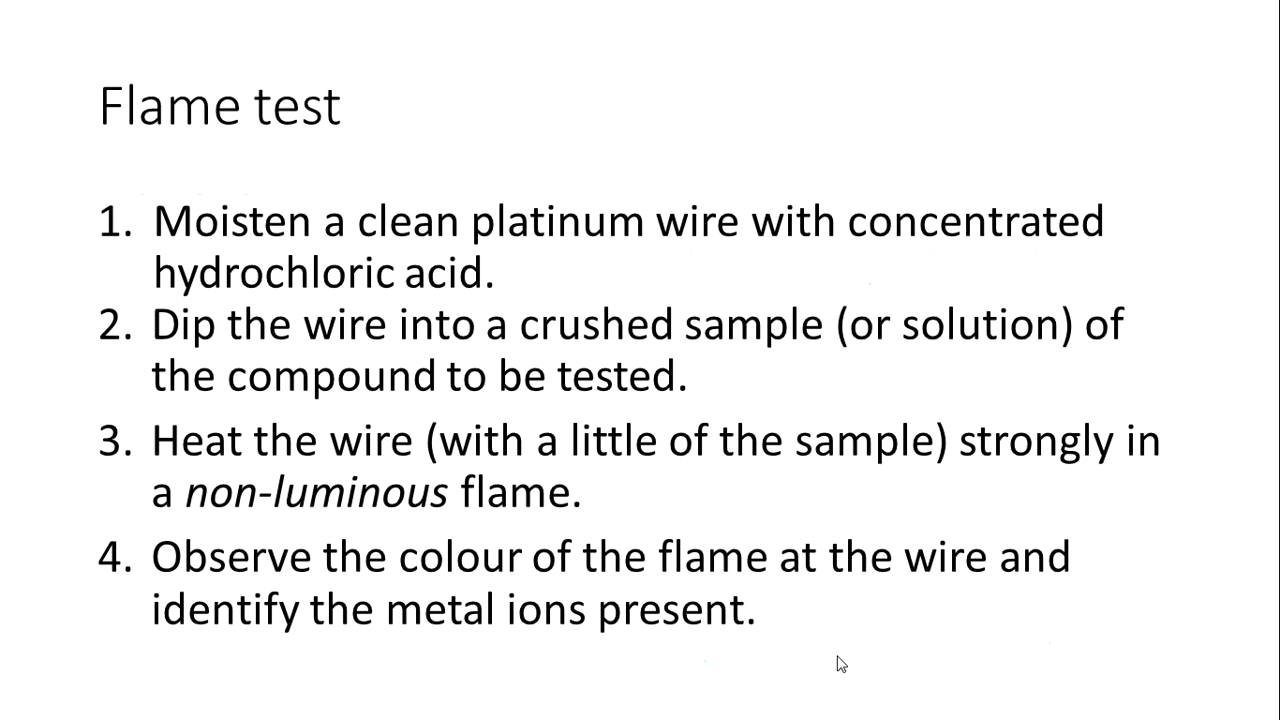 Flame test
1. Moisten a clean platinum wire with concentrated
hydrochloric acid.
2. Dip the wire into a crushed sample (or solution) of
the compound to be tested.
3. Heat the wire (with a little of the sample) strongly in
a non-luminous flame.
4. Observe the colour of the flame at the wire and
identify the metal ions present.